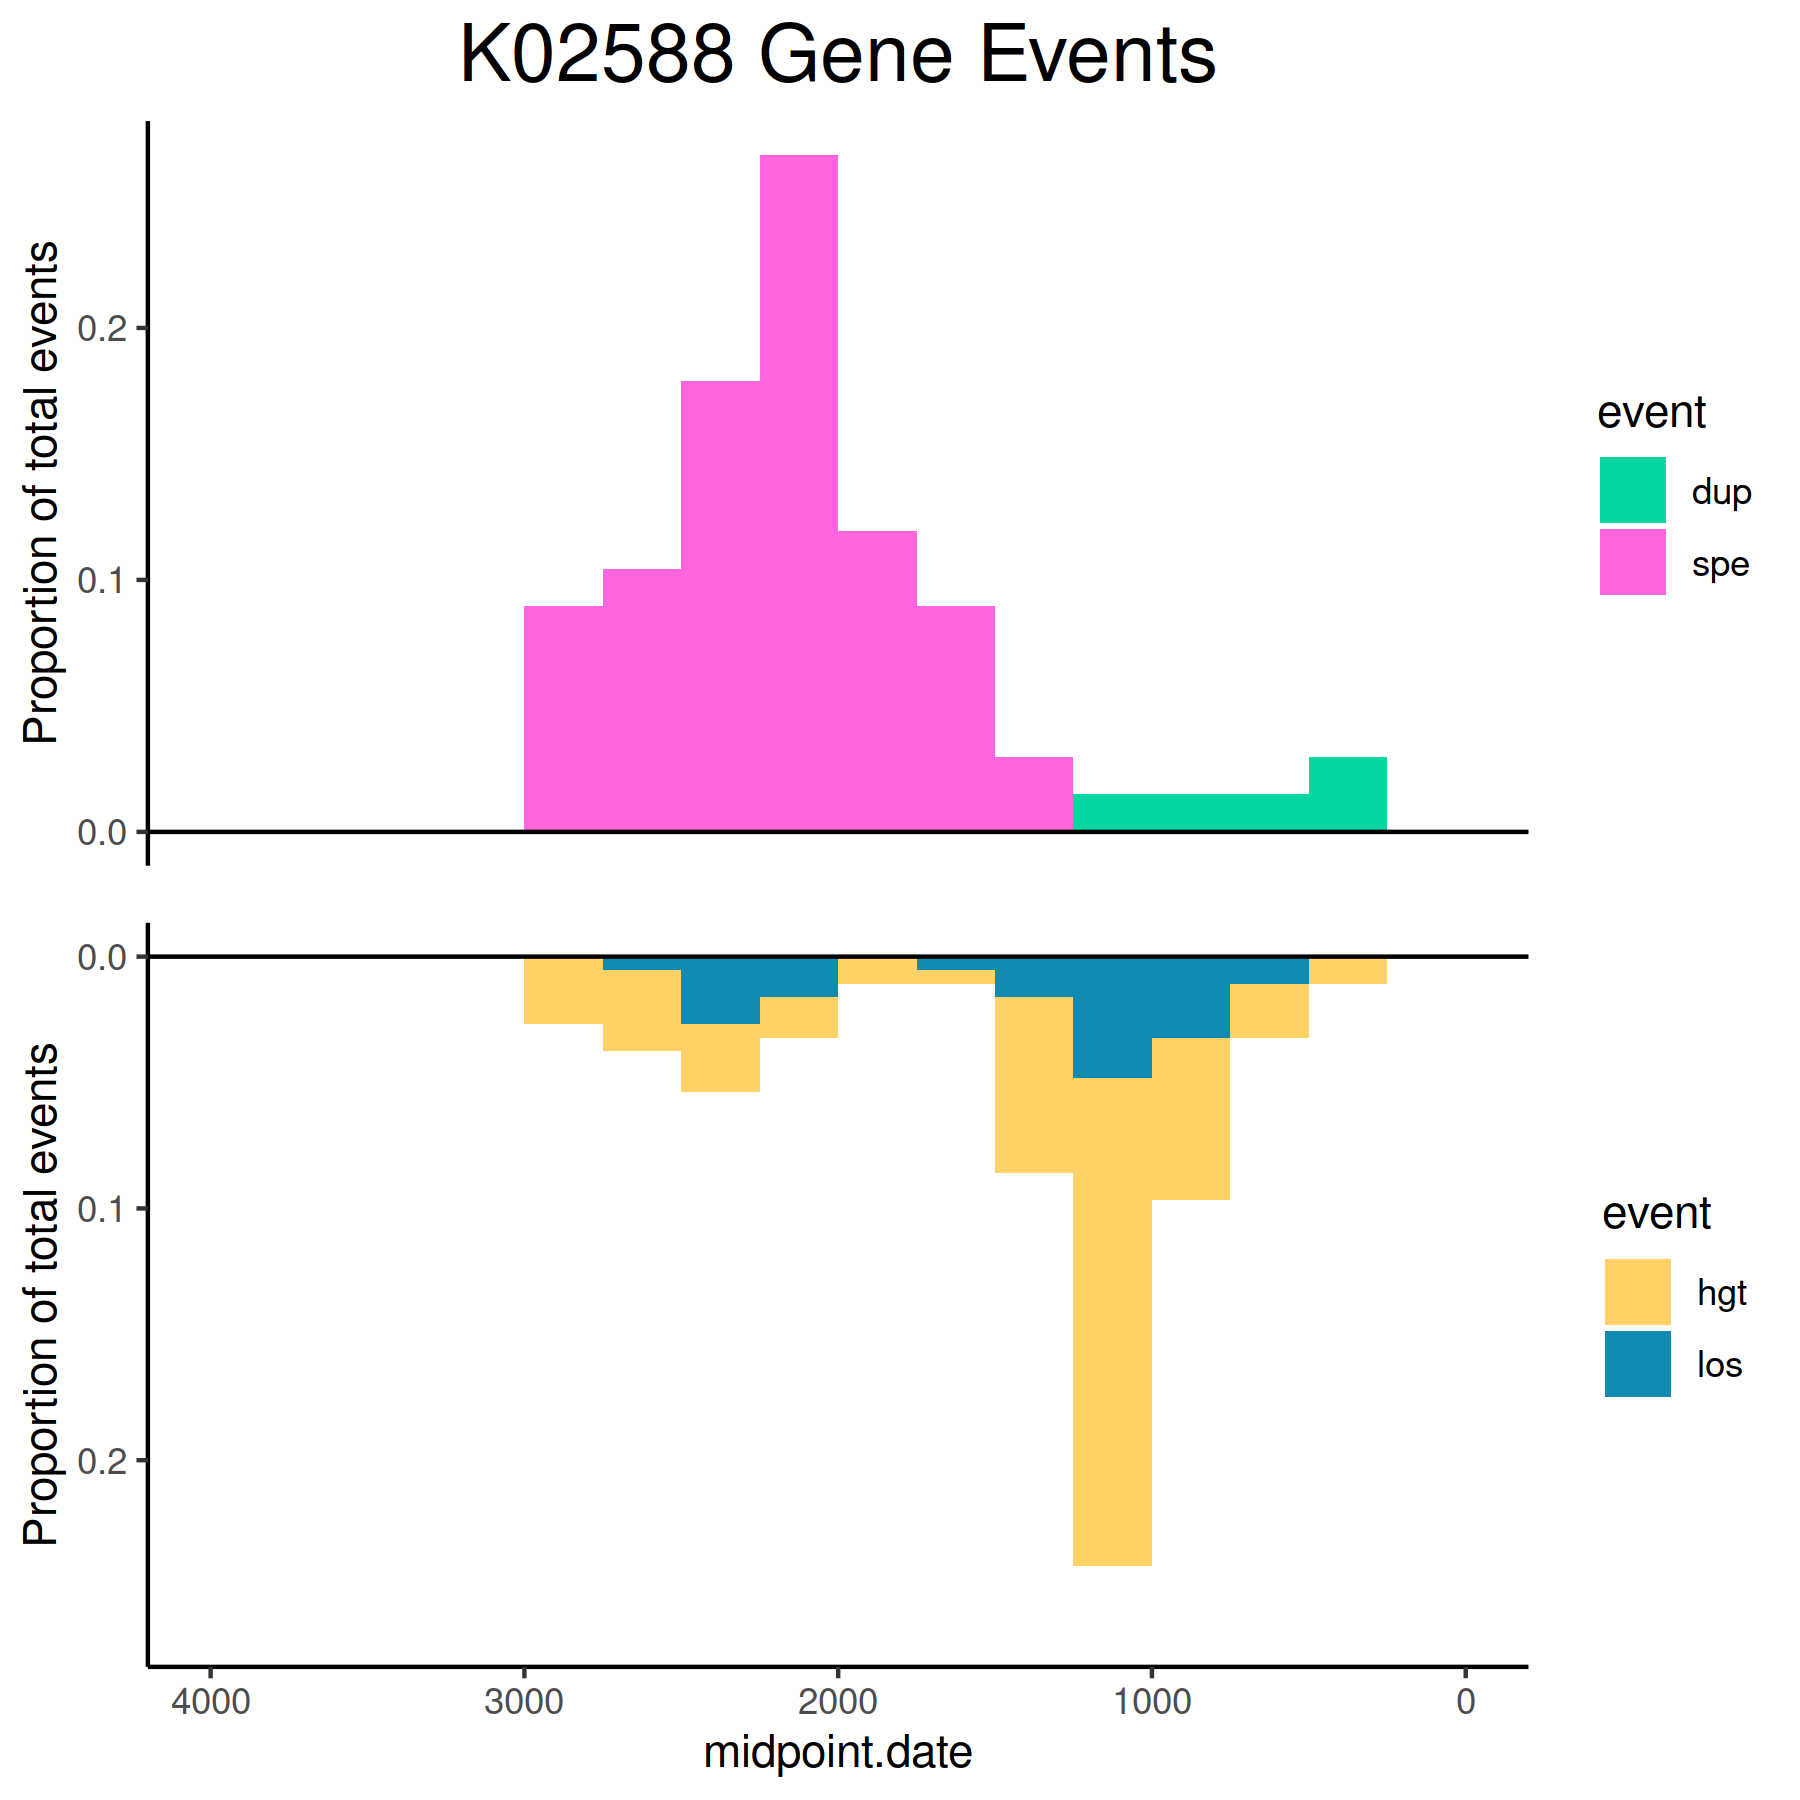 K02588 Gene Events
Proportion of total events
0.2
0.1
0.0
event
dup
spe
Proportion of total events
0.0
0.1
0.2
event
hgt
los
4000 3000 2000 1000 0
midpoint.date